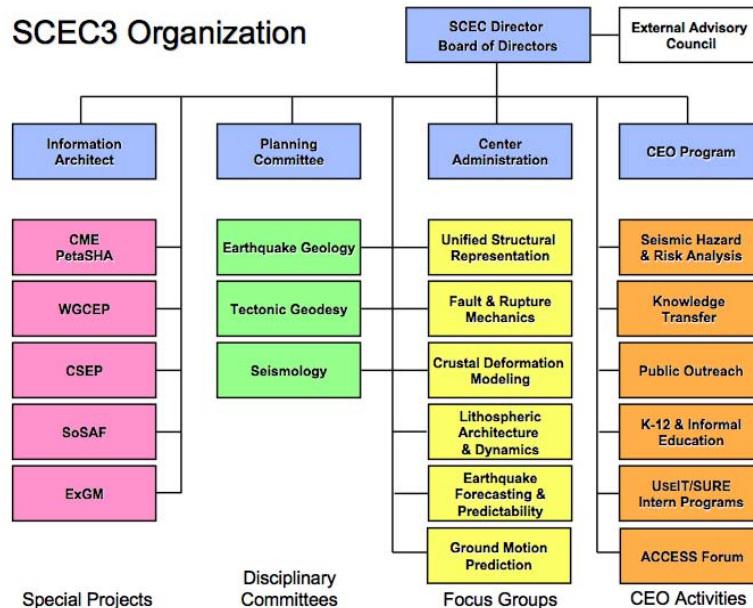 SCEC3 Organization
SCEC Director
Board of Directors
External Advisory
Council
Information
Architect
Planning
Committee
Center
Administration
CEO Program
CME
PetaSHA
Earthquake Geology
Unified Structural
Representation
Seismic Hazard
& Risk Analysis
WGCEP
Tectonic Geodesy
Fault & Rupture
Mechanics
Knowledge
Transfer
CSEP
Seismology
Crustal Deformation
Modeling
Public Outreach
SoSAF
Lithospheric
Architecture
& Dynamics
K-12 & Informal
Education
ExGM
Earthquake
Forecasting &
Predictability
USEIT/SURE
Intern Programs
Ground Motion
Prediction
ACCESS Forum
Special Projects
Disciplinary
Committees
Focus Groups
CEO Activities